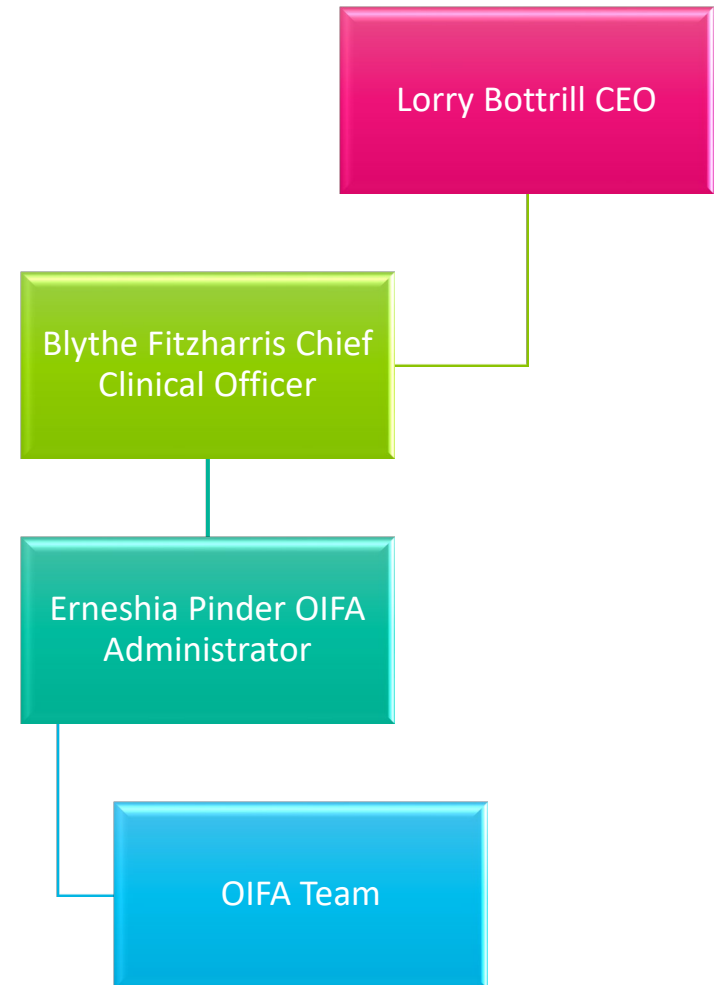 Lorry Bottrill CEO
Blythe Fitzharris Chief
Clinical Officer
Erneshia Pinder OIFA
Administrator
OIFA Team